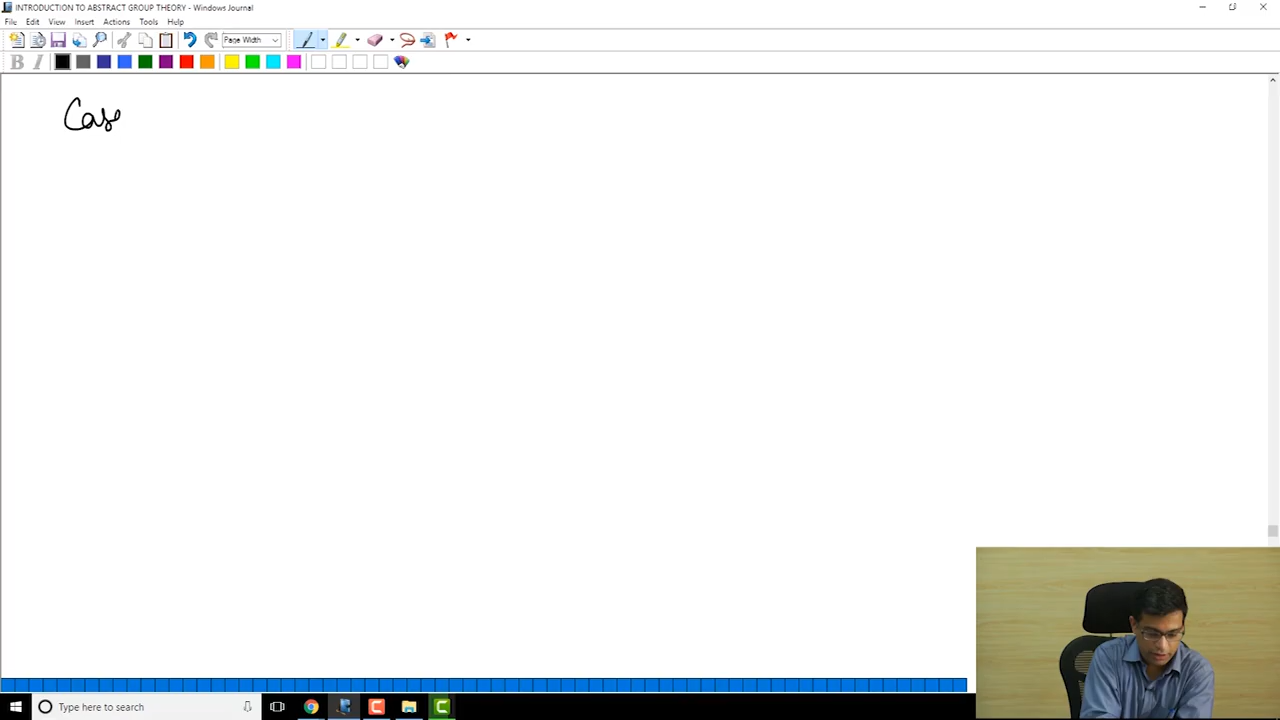 INTRODUCTION TO ABSTRACT GROUP THEORY - Windows Journal
File Edit View Insert Actions Tools Help
Page Width
B I
Case
Type here to search